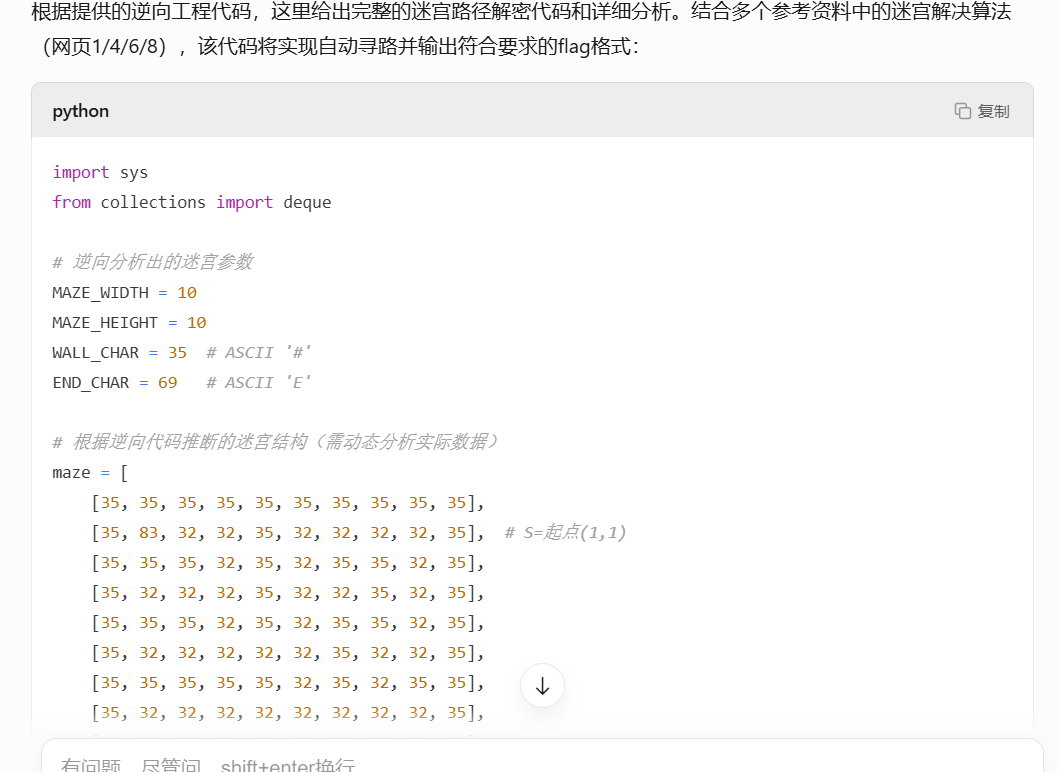 根据提供的逆向工程代码，这里给出完整的迷宫路径解密代码和详细分析。结合多个参考资料中的迷宫解决算法
（网页1/4/6/8），该代码将实现自动寻路并输出符合要求的flag格式：
python
复制
import sys
from collections import deque
# 逆向分析出的迷宫参数
MAZE_WIDTH = 10
MAZE_HEIGHT = 10
WALL_CHAR = 35  # ASCII '#'
END_CHAR = 69   # ASCII 'E'
# 根据逆向代码推断的迷宫结构（需动态分析实际数据）
maze = [
    [35, 35, 35, 35, 35, 35, 35, 35, 35, 35],
    [35, 83, 32, 32, 35, 32, 32, 32, 32, 35],  # S=起点(1,1)
    [35, 35, 35, 32, 35, 32, 35, 35, 32, 35],
    [35, 32, 32, 32, 35, 32, 32, 35, 32, 35],
    [35, 35, 35, 32, 35, 32, 35, 35, 32, 35],
    [35, 32, 32, 32, 32, 32, 35, 32, 32, 35],
    [35, 35, 35, 35, 35, 32, 35, 32, 35, 35],
    [35, 32, 32, 32, 32, 32, 32, 32, 32, 35],
有问题，尽管问，shift+enter换行